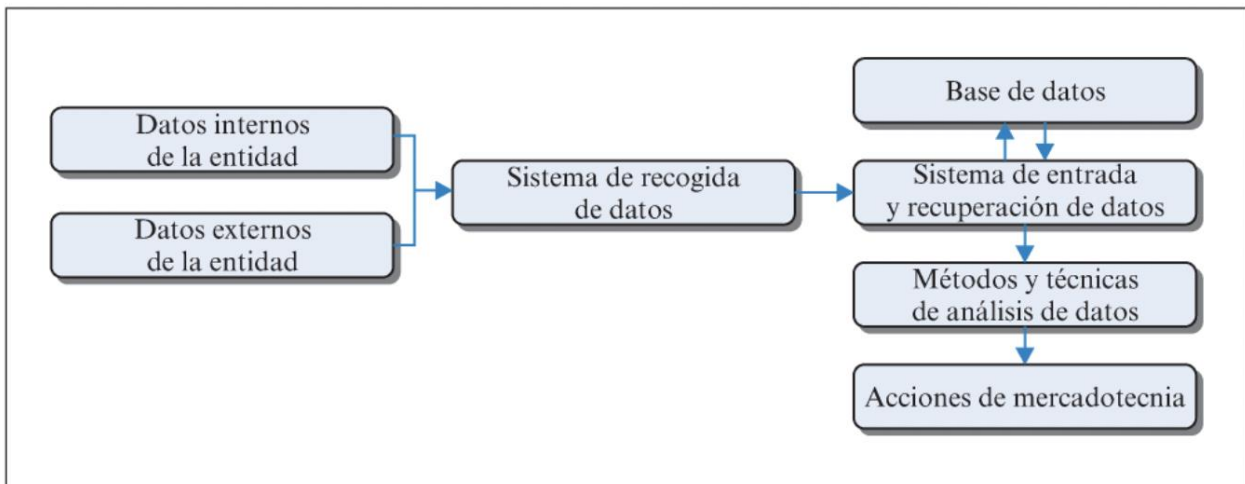 Datos internos
de la entidad
Datos externos
de la entidad
Sistema de recogida
de datos
Base de datos
Sistema de entrada
y recuperación de datos
Métodos y técnicas
de análisis de datos
Acciones de mercadotecnia